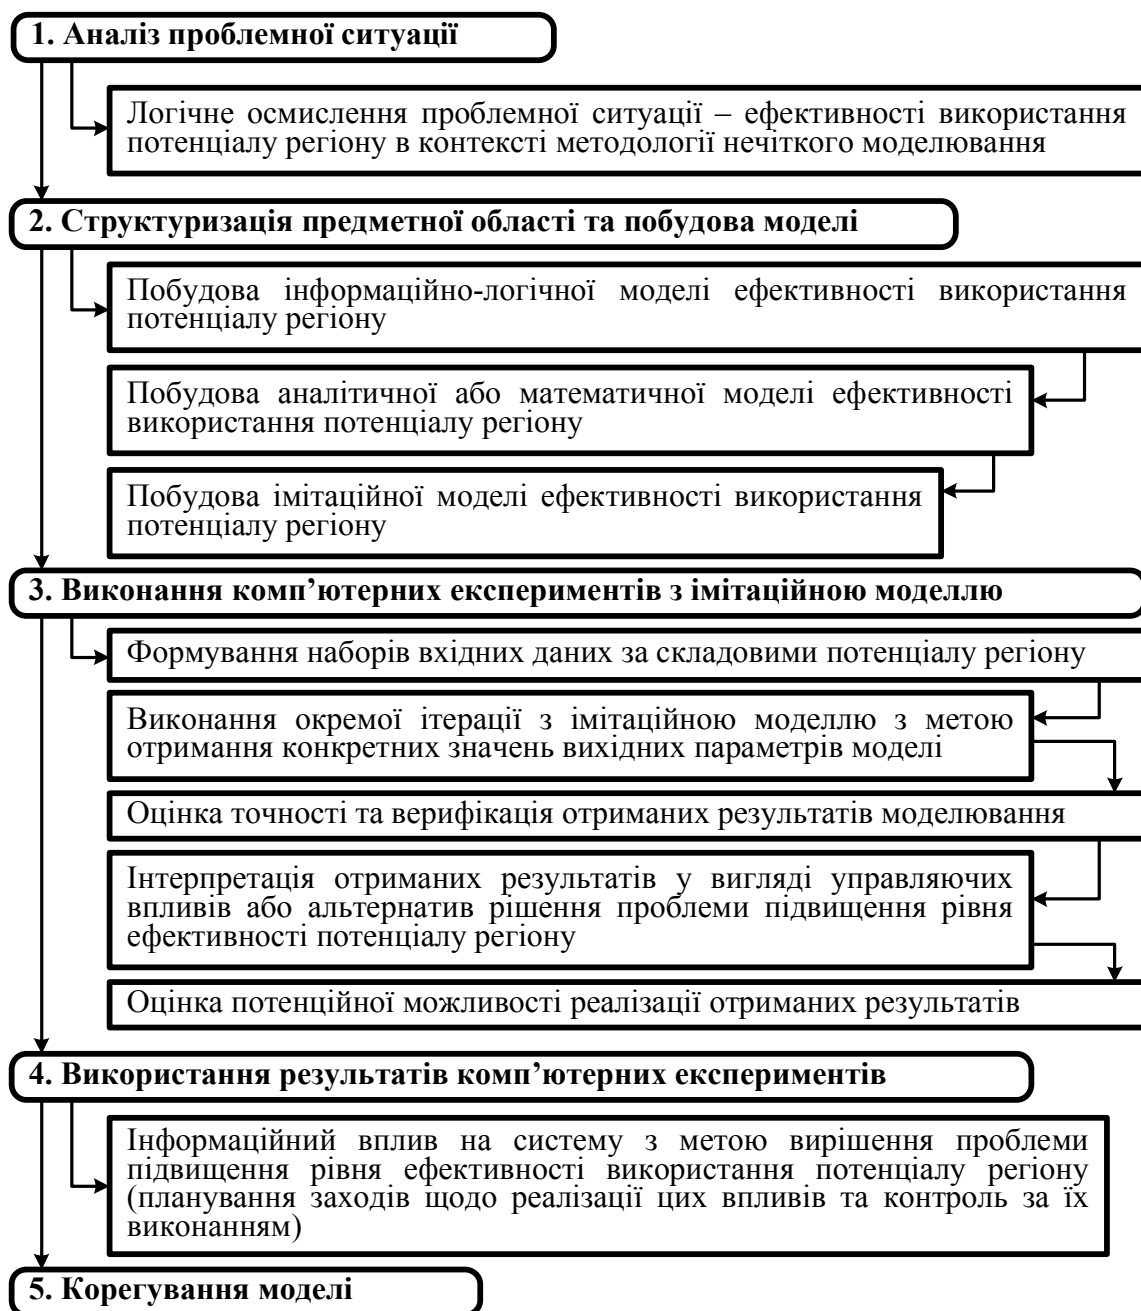 1. Аналіз проблемної ситуації
Логічне осмислення проблемної ситуації – ефективності використання
потенціалу регіону в контексті методології нечіткого моделювання
2. Структуризація предметної області та побудова моделі
Побудова інформаційно-логічної моделі ефективності використання
потенціалу регіону
Побудова аналітичної або математичної моделі ефективності
використання потенціалу регіону
Побудова імітаційної моделі ефективності використання
потенціалу регіону
3. Виконання комп’ютерних експериментів з імітаційною моделлю
Формування наборів вхідних даних за складовими потенціалу регіону
Виконання окремої ітерації з імітаційною моделлю з метою
отримання конкретних значень вихідних параметрів моделі
Оцінка точності та верифікація отриманих результатів моделювання
Інтерпретація отриманих результатів у вигляді управляючих
впливів або альтернатив рішення проблеми підвищення рівня
ефективності потенціалу регіону
Оцінка потенційної можливості реалізації отриманих результатів
4. Використання результатів комп’ютерних експериментів
Інформаційний вплив на систему з метою вирішення проблеми
підвищення рівня ефективності використання потенціалу регіону
(планування заходів щодо реалізації цих впливів та контроль за їх
виконанням)
5. Корегування моделі